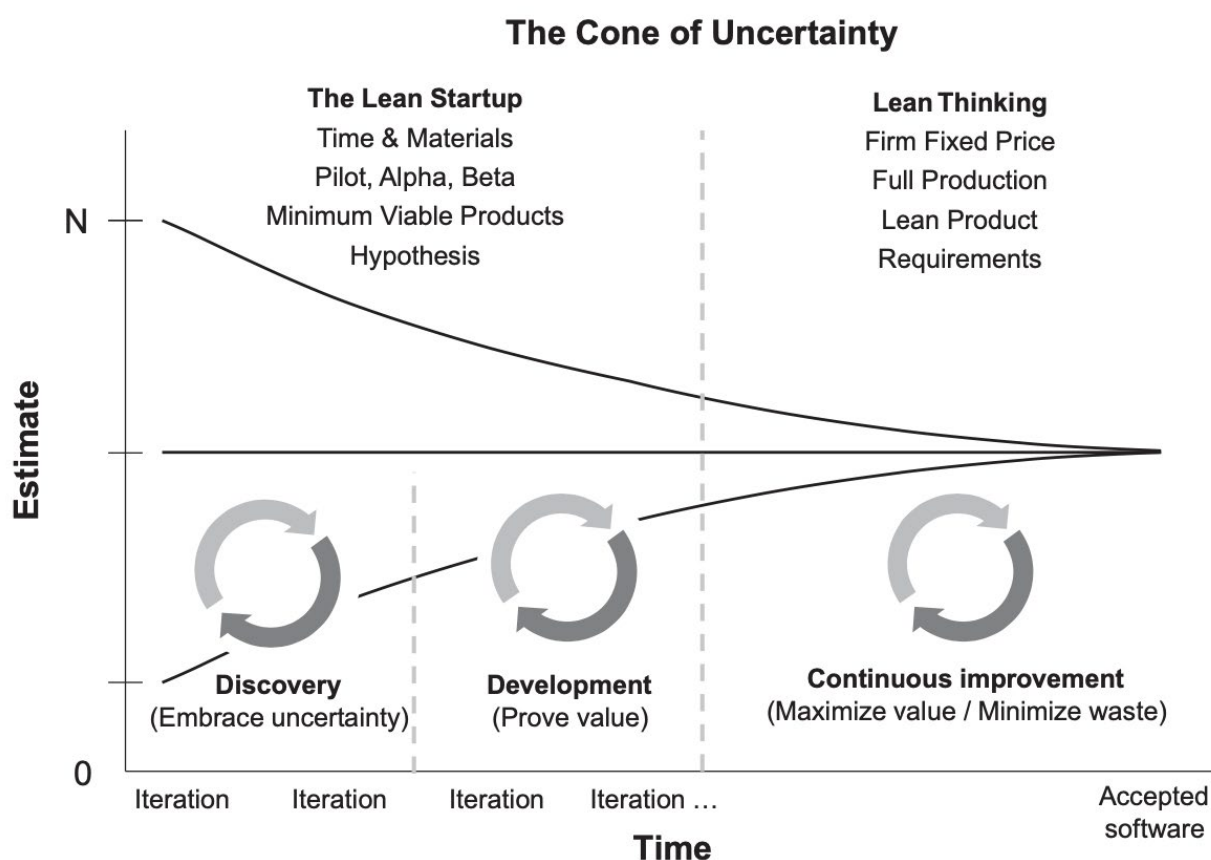 The Cone of Uncertainty
The Lean Startup
Time & Materials
Pilot, Alpha, Beta
Minimum Viable Products
Hypothesis
Lean Thinking
Firm Fixed Price
Full Production
Lean Product
Requirements
N
Estimate
0
Discovery
(Embrace uncertainty)
Development
(Prove value)
Continuous improvement
(Maximize value / Minimize waste)
Iteration
Iteration
Iteration
Iteration ...
Accepted
software
Time